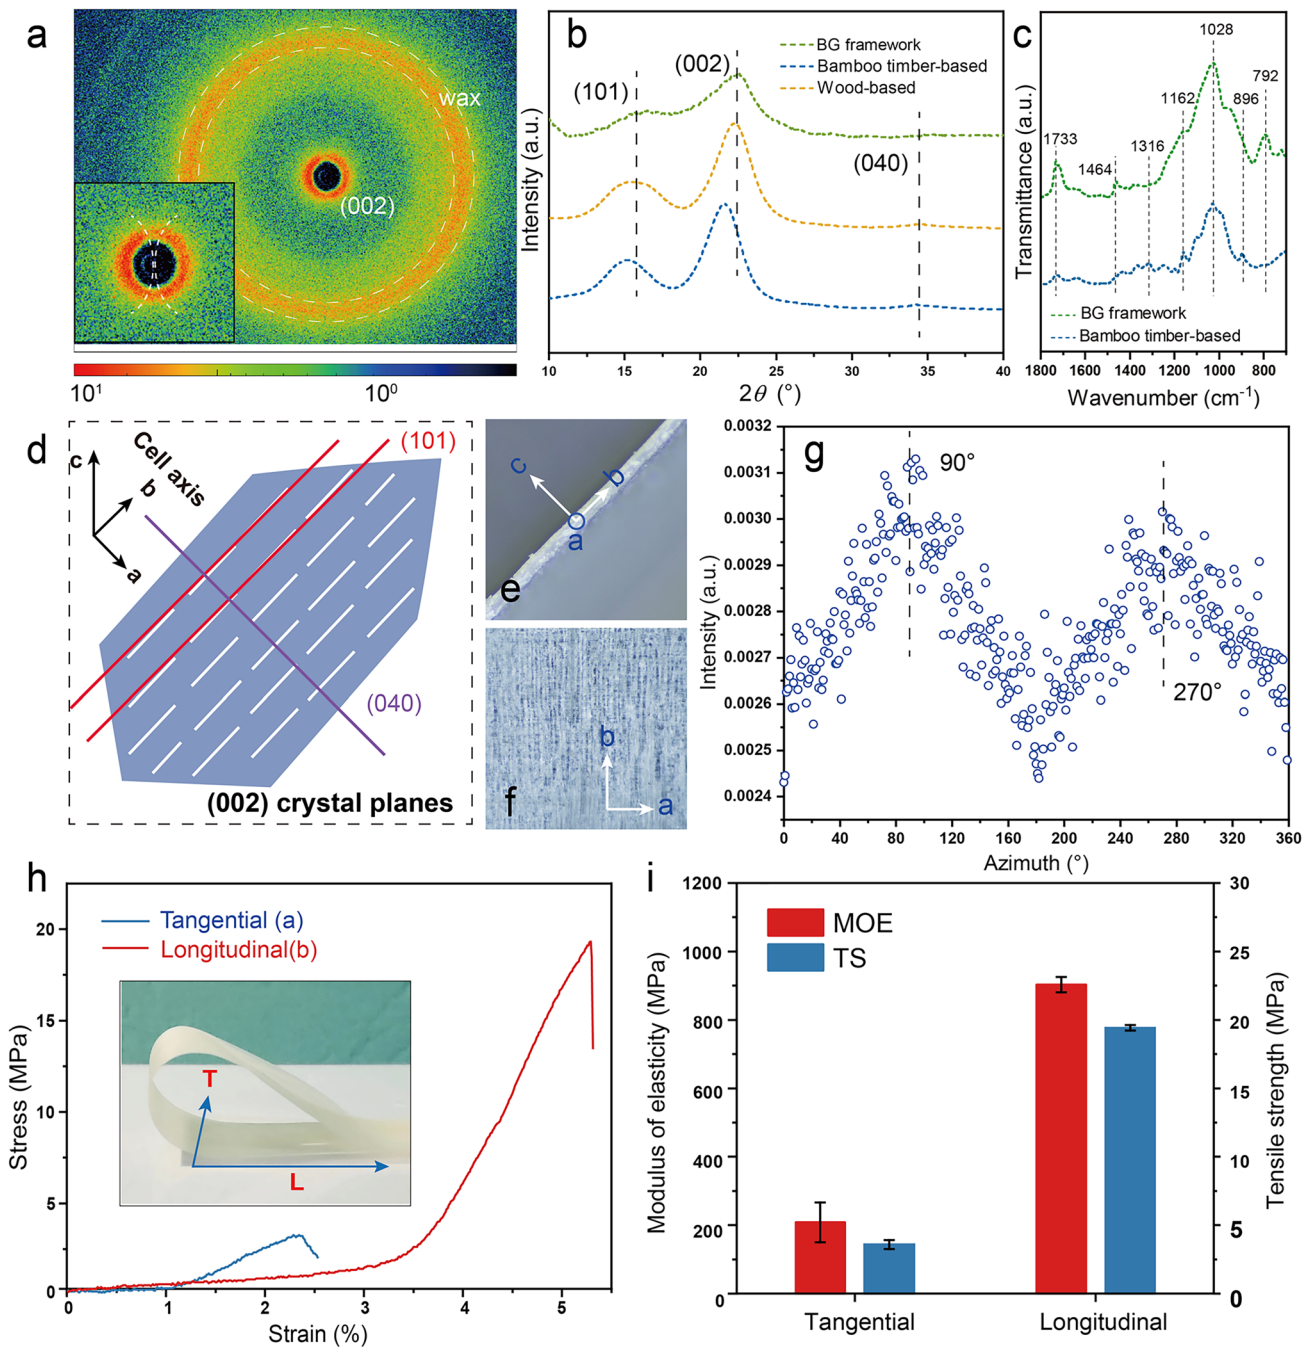 a
wax
(002)
10¹
10⁰
b
BG framework
Bamboo timber-based
Wood-based
(002)
(101)
(040)
Intensity (a.u.)
10 15 20 25 30 35 40
2θ (°)
c
1028
792
1162
896
1733
1316
1464
Transmittance (a.u.)
BG framework
Bamboo timber-based
1800 1600 1400 1200 1000 800
Wavenumber (cm⁻¹)
d
c
b
a
Cell axis
(101)
(040)
(002) crystal planes
e
c
b
a
f
b
a
g
90°
270°
0.0032
0.0031
0.0030
0.0029
0.0028
0.0027
0.0026
0.0025
0.0024
Intensity (a.u.)
0 40 80 120 160 200 240 280 320 360
Azimuth (°)
h
Tangential (a)
Longitudinal(b)
T
L
20
15
10
5
0
Stress (MPa)
0 1 2 3 4 5
Strain (%)
i
MOE
TS
1200
1000
800
600
400
200
0
Modulus of elasticity (MPa)
30
25
20
15
10
5
0
Tensile strength (MPa)
Tangential Longitudinal